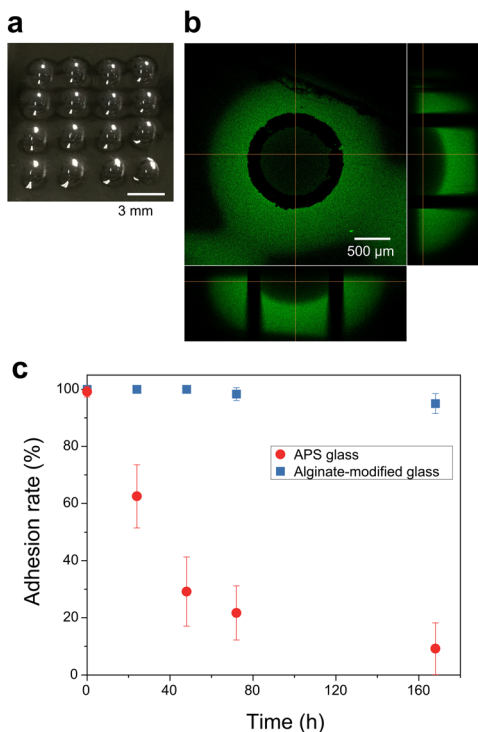 a
3 mm
b
500 µm
c
Adhesion rate (%)
100
80
60
40
20
0
APS glass
Alginate-modified glass
0
40
80
120
160
Time (h)